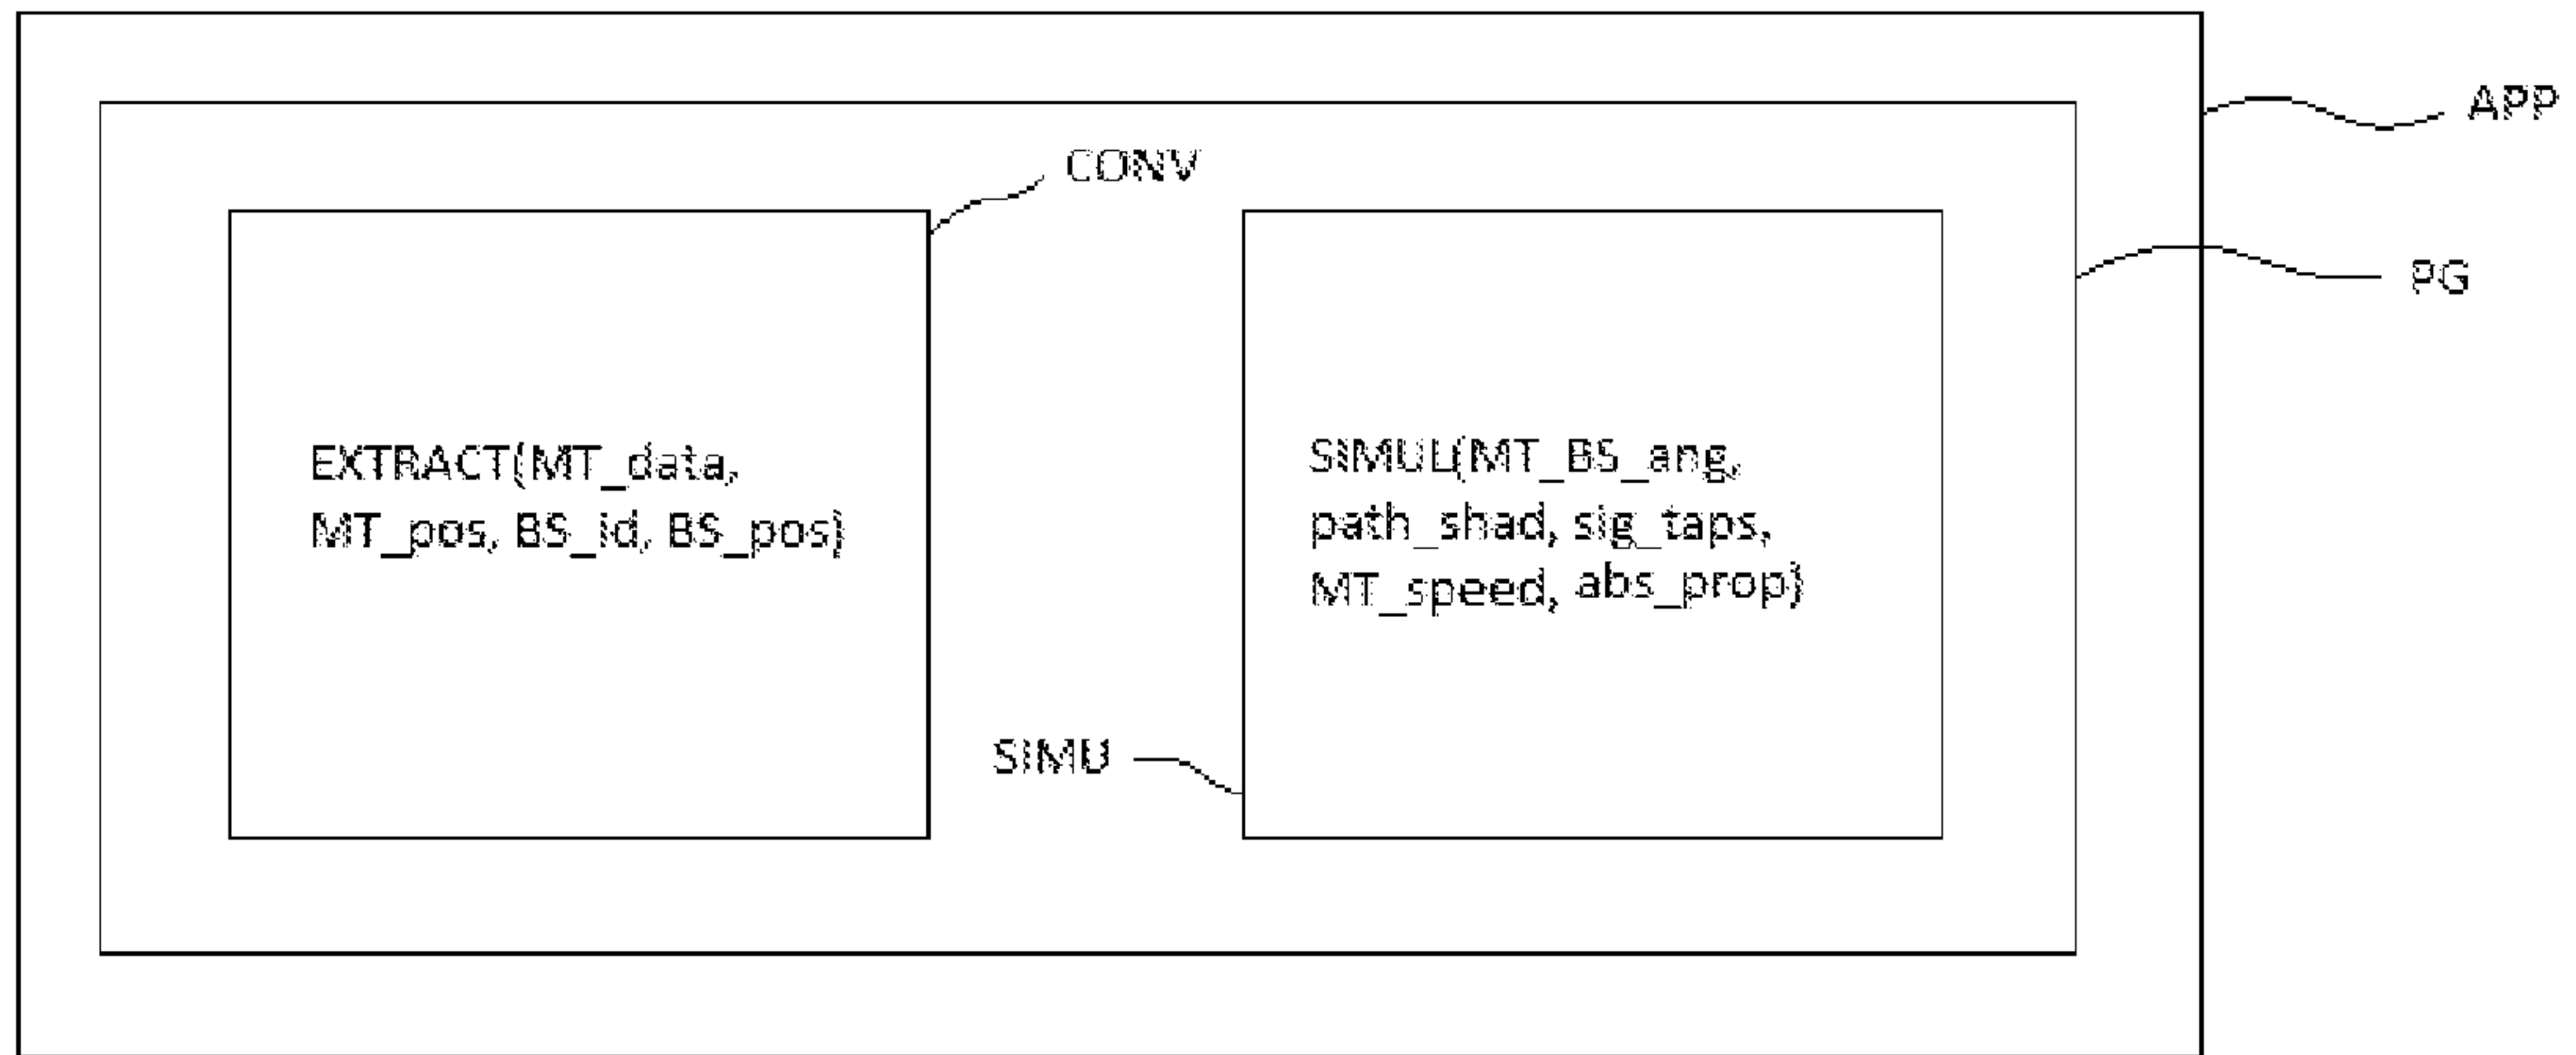 APP
CONV
PG
EXTRACT(MT_data,
MT_pos, BS_id, BS_pos)
SIMUL(MT_BS_ang,
path_shad, sig_taps,
MT_speed, abs_prop)
SIMU